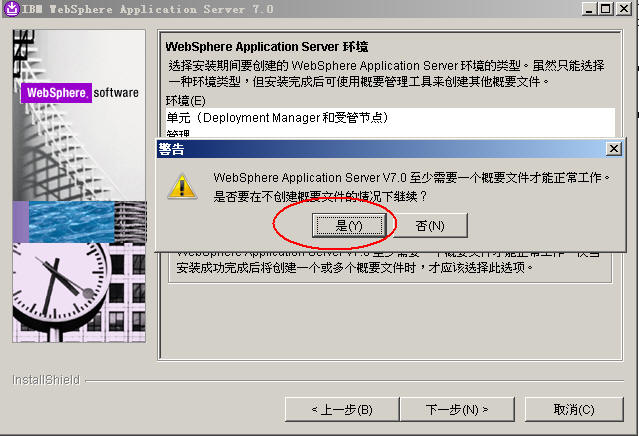 IBM WebSphere Application Server 7.0
WebSphere Application Server 环境
选择安装期间要创建的 WebSphere Application Server 环境的类型。虽然只能选择
一种环境类型，但安装完成后可使用概要管理工具来创建其他概要文件。
WebSphere. software
环境(E)
单元（Deployment Manager 和受管节点）
管理
警告
WebSphere Application Server V7.0 至少需要一个概要文件才能正常工作。
是否要在不创建概要文件的情况下继续？
是(Y)
否(N)
WebSphere Application Server V7.0 至少需要一个概要文件才能正常工作
安装成功完成后将创建一个或多个概要文件时，才应该选择此选项。
InstallShield
< 上一步(B)
下一步(N) >
取消(C)